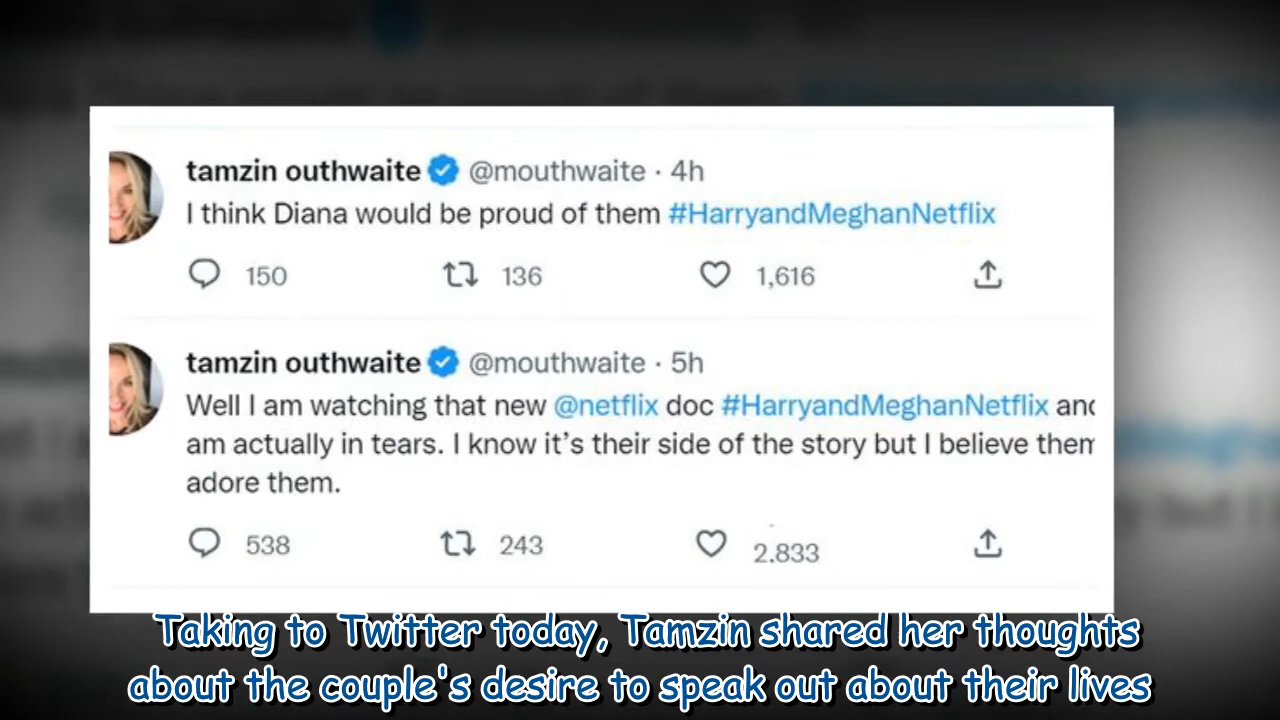 tamzin outhwaite @mouthwaite · 4h
I think Diana would be proud of them #HarryandMeghanNetflix
150 136 1,616
tamzin outhwaite @mouthwaite · 5h
Well I am watching that new @netflix doc #HarryandMeghanNetflix and
am actually in tears. I know it’s their side of the story but I believe them
adore them.
538 243 2.833
Taking to Twitter today, Tamzin shared her thoughts
about the couple's desire to speak out about their lives